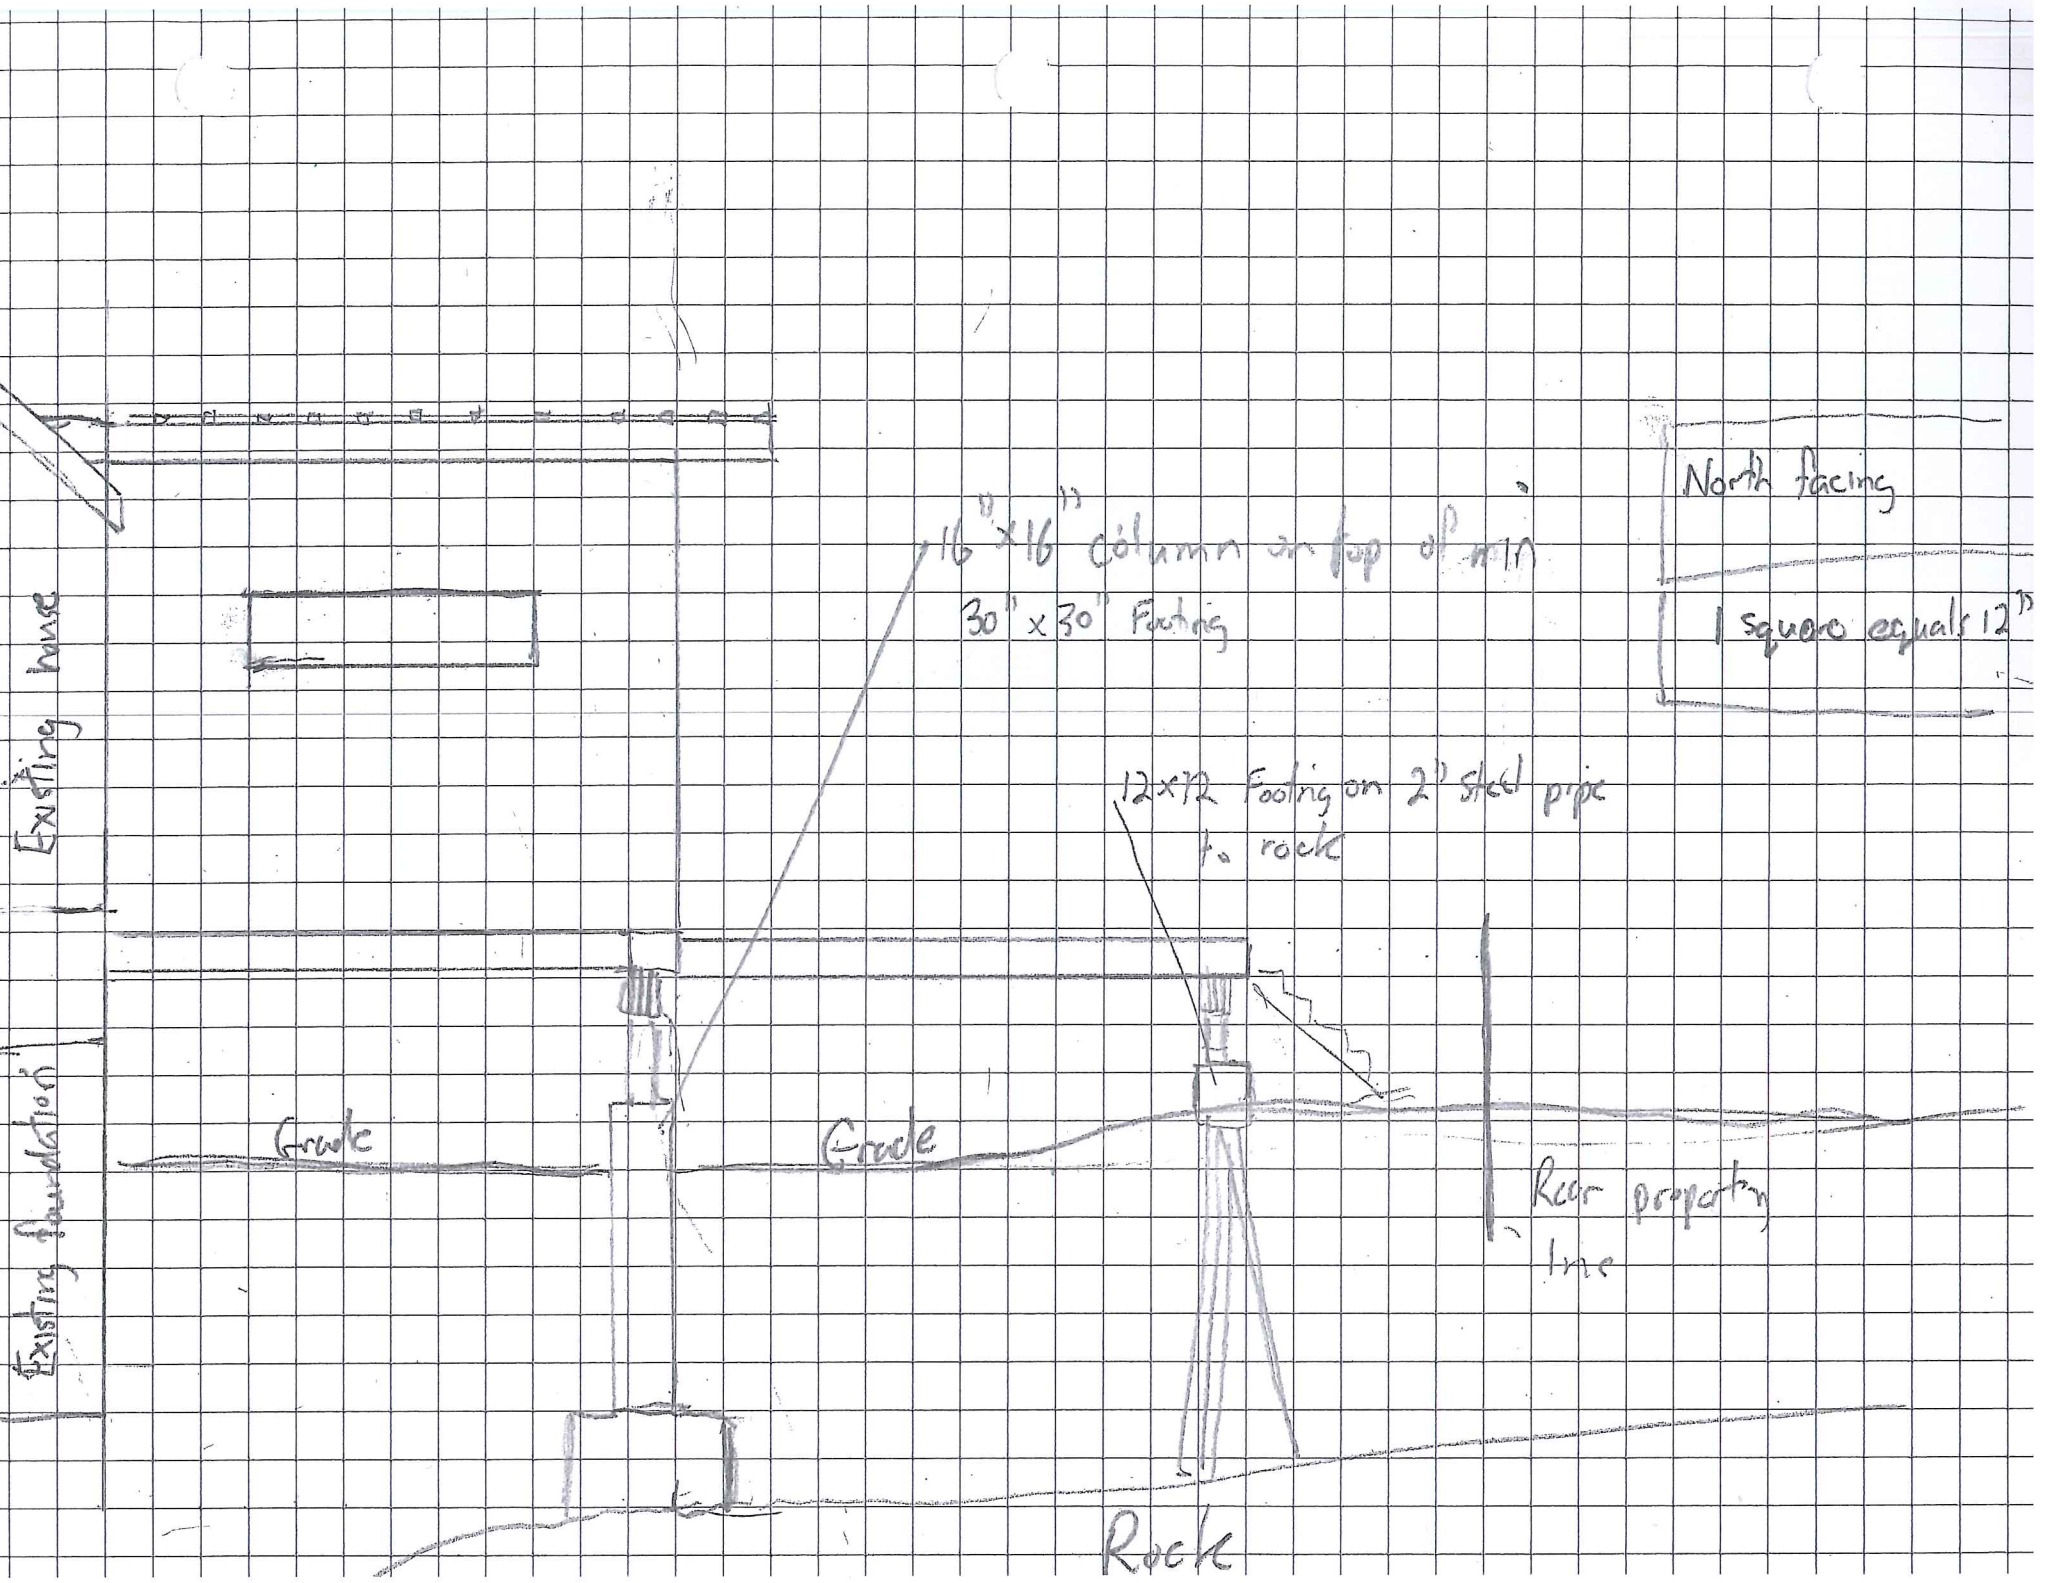 North facing
16"x16" column on top of min
30"x30" Footing
1 square equals 12"
Existing house
12x12 Footing on 2" steel pipe
to rock
Existing foundation
Grade
Grade
Rear property
line
Rock